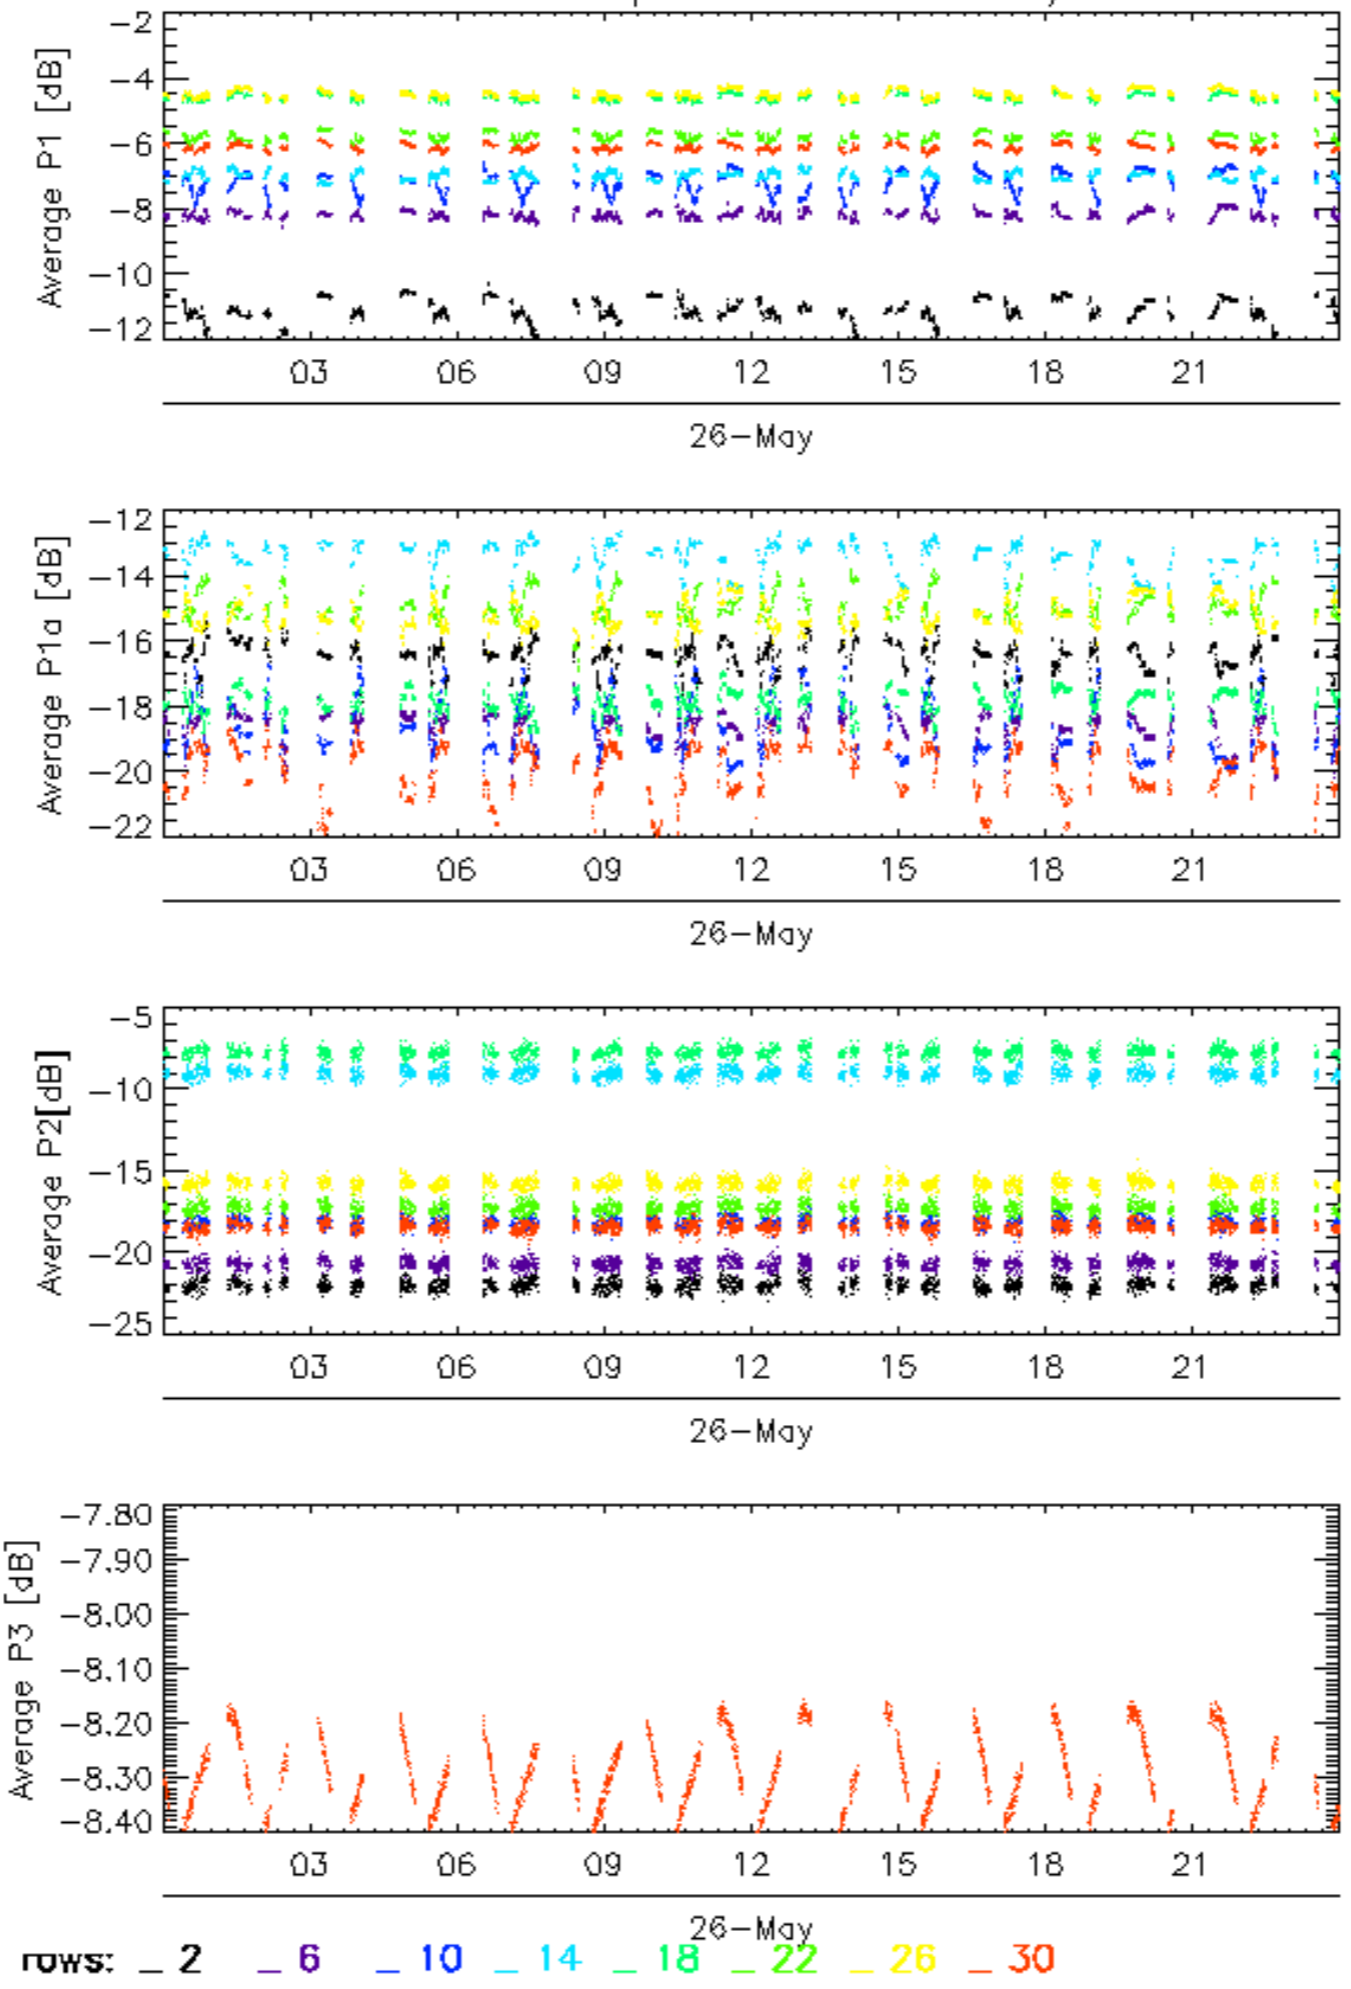 Average P1 [dB]
−2
−4
−6
−8
−10
−12
03 06 09 12 15 18 21
26−May
Average P1a [dB]
−12
−14
−16
−18
−20
−22
03 06 09 12 15 18 21
26−May
Average P2[dB]
−5
−10
−15
−20
−25
03 06 09 12 15 18 21
26−May
Average P3 [dB]
−7.80
−7.90
−8.00
−8.10
−8.20
−8.30
−8.40
03 06 09 12 15 18 21
26−May
rows: _ 2 _ 6 _ 10 _ 14 _ 18 _ 22 _ 26 _ 30